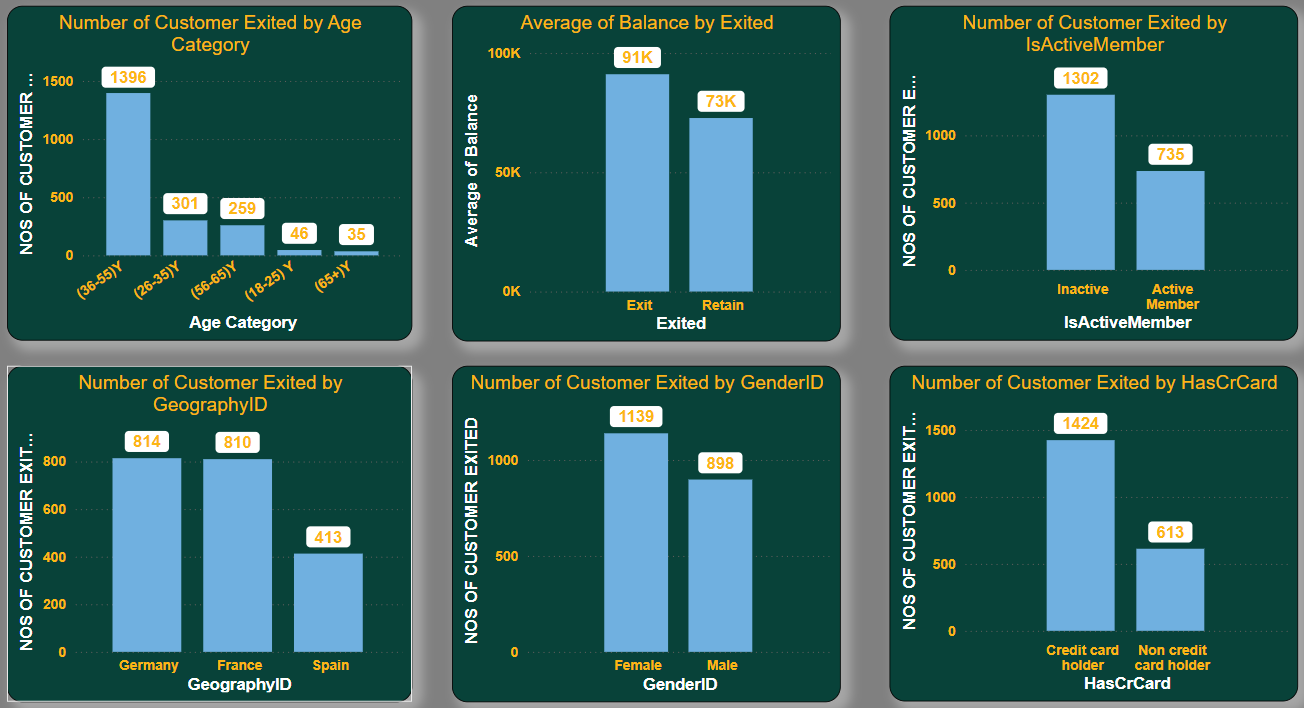 Number of Customer Exited by Age
Category
NOS OF CUSTOMER ...
1500
1000
500
0
1396
301
259
46
35
(36-55)Y
(26-35)Y
(56-65)Y
(18-25) Y
(65+)Y
Age Category
Average of Balance by Exited
Average of Balance
100K
50K
0K
91K
73K
Exit
Retain
Exited
Number of Customer Exited by
IsActiveMember
NOS OF CUSTOMER E...
1000
500
0
1302
735
Inactive
Active
Member
IsActiveMember
Number of Customer Exited by
GeographyID
NOS OF CUSTOMER EXIT...
800
600
400
200
0
814
810
413
Germany
France
Spain
GeographyID
Number of Customer Exited by GenderID
NOS OF CUSTOMER EXITED
1000
500
0
1139
898
Female
Male
GenderID
Number of Customer Exited by HasCrCard
NOS OF CUSTOMER EXIT...
1500
1000
500
0
1424
613
Credit card
holder
Non credit
card holder
HasCrCard